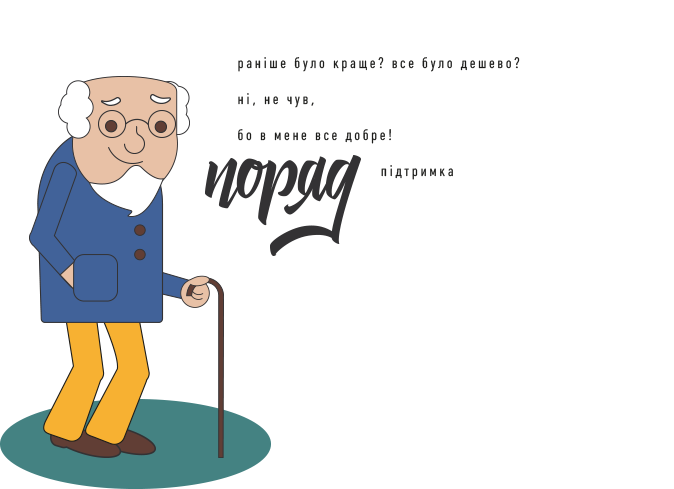 раніше було краще? все було дешево?
ні, не чув,
бо в мене все добре!
поряд
підтримка